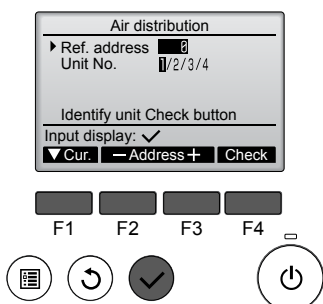 Air distribution
Ref. address 0
Unit No. 1/2/3/4
Identify unit Check button
Input display: ✓
▼Cur. －Address＋ Check
F1 F2 F3 F4